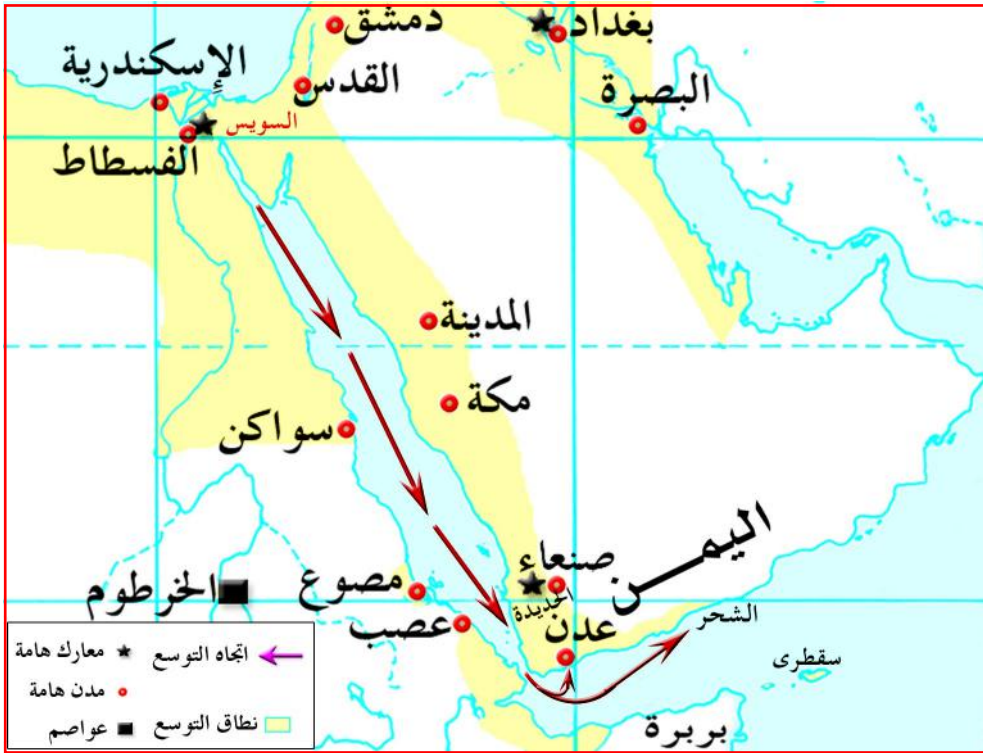 دمشق
بغداد
الإسكندرية
القدس
البصرة
السويس
الفسطاط
المدينة
مكة
سواكن
اليمن
صنعاء
الخرطوم
مصوع
الحديدة
الشحر
عصب
عدن
سقطرى
بربرة
اتجاه التوسع
معارك هامة
مدن هامة
نطاق التوسع
عواصم